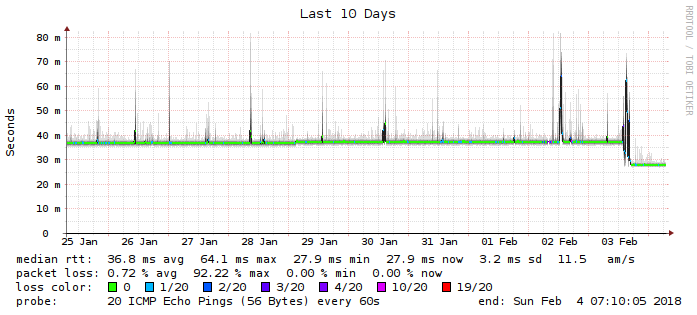 Last 10 Days
RRDTOOL / TOBI OETIKER
Seconds
80 m
70 m
60 m
50 m
40 m
30 m
20 m
10 m
0
25 Jan 26 Jan 27 Jan 28 Jan 29 Jan 30 Jan 31 Jan 01 Feb 02 Feb 03 Feb
median rtt: 36.8 ms avg 64.1 ms max 27.9 ms min 27.9 ms now 3.2 ms sd 11.5 am/s
packet loss: 0.72 % avg 92.22 % max 0.00 % min 0.00 % now
loss color: 0 1/20 2/20 3/20 4/20 10/20 19/20
probe: 20 ICMP Echo Pings (56 Bytes) every 60s end: Sun Feb 4 07:10:05 2018